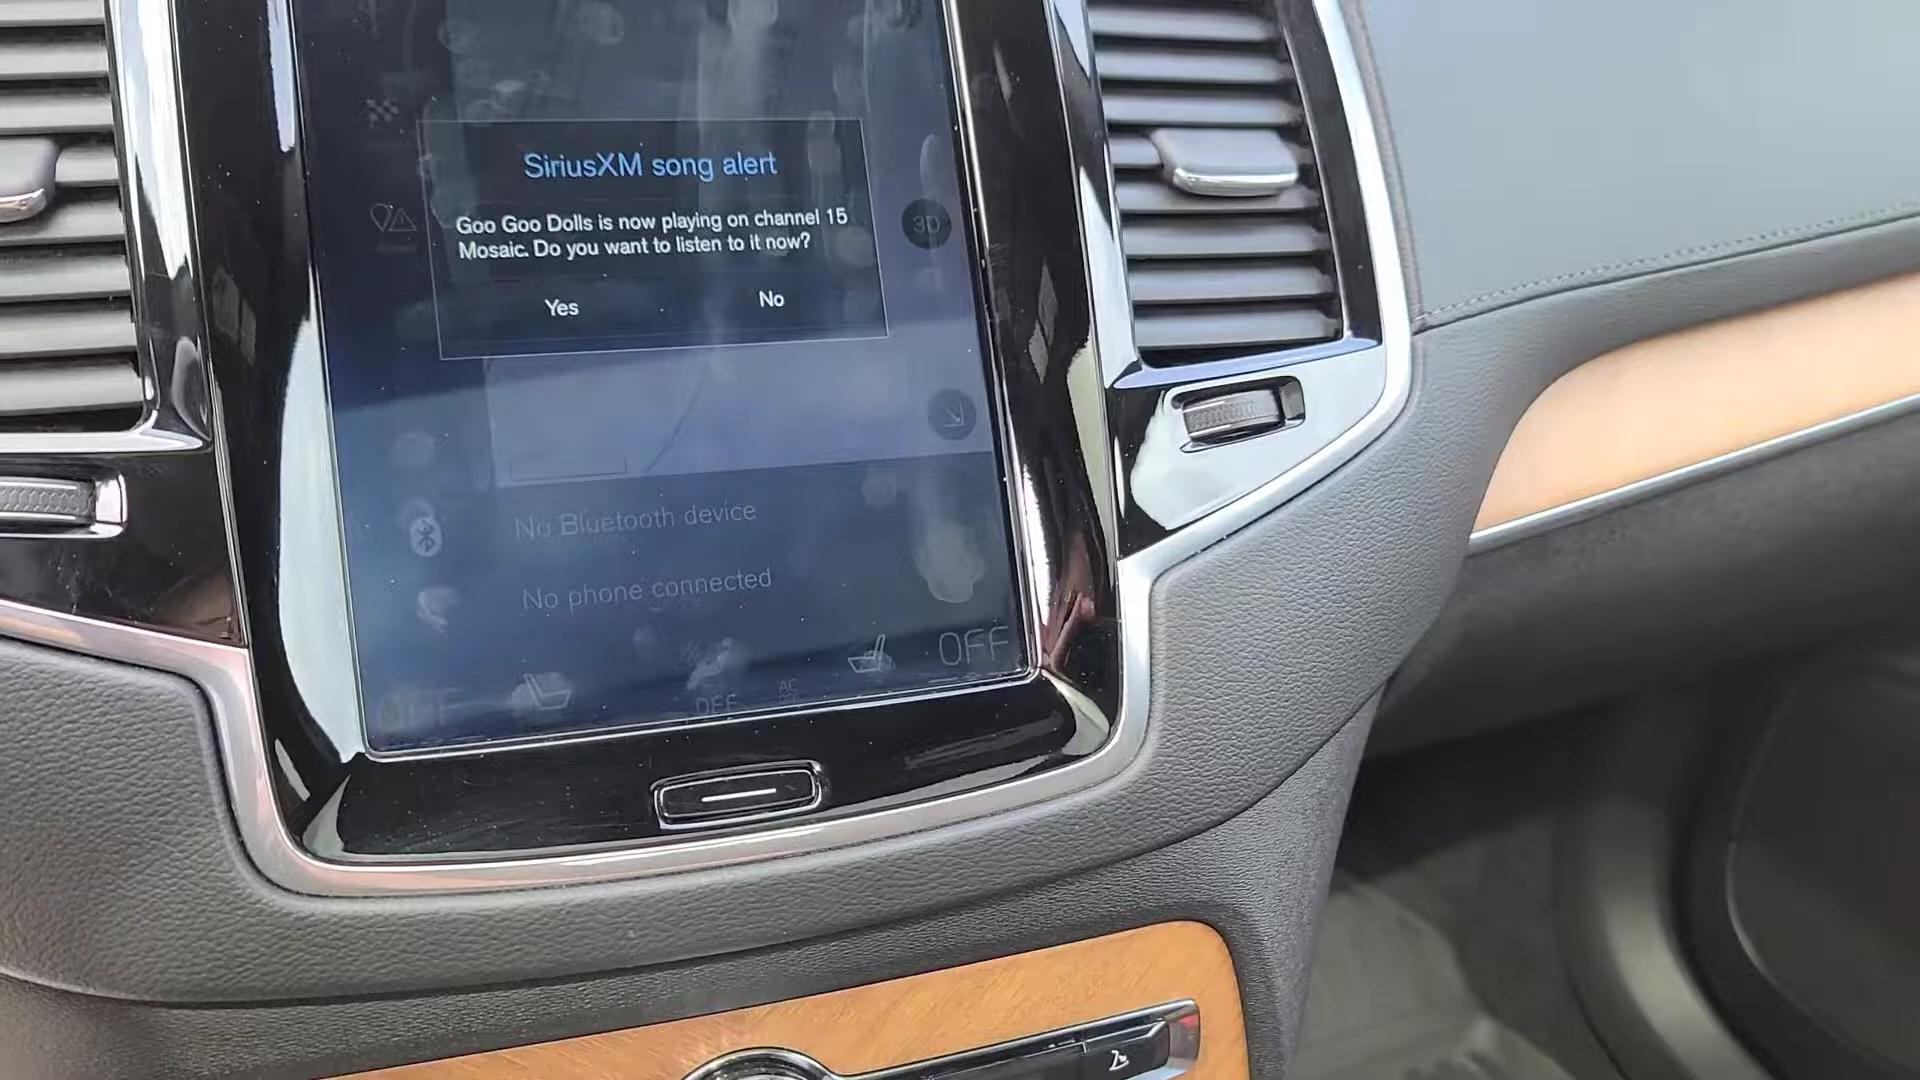 SiriusXM song alert
Goo Goo Dolls is now playing on channel 15
Mosaic. Do you want to listen to it now?
Yes
No
3D
No Bluetooth device
No phone connected
OFF
OFF
OFF
AC